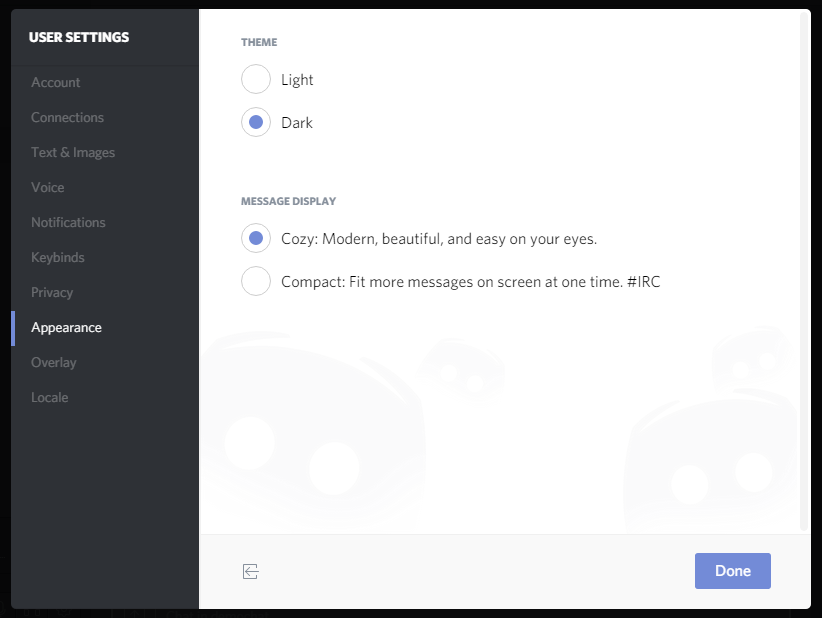 USER SETTINGS
Account
Connections
Text & Images
Voice
Notifications
Keybinds
Privacy
Appearance
Overlay
Locale
THEME
Light
Dark
MESSAGE DISPLAY
Cozy: Modern, beautiful, and easy on your eyes.
Compact: Fit more messages on screen at one time. #IRC
Done